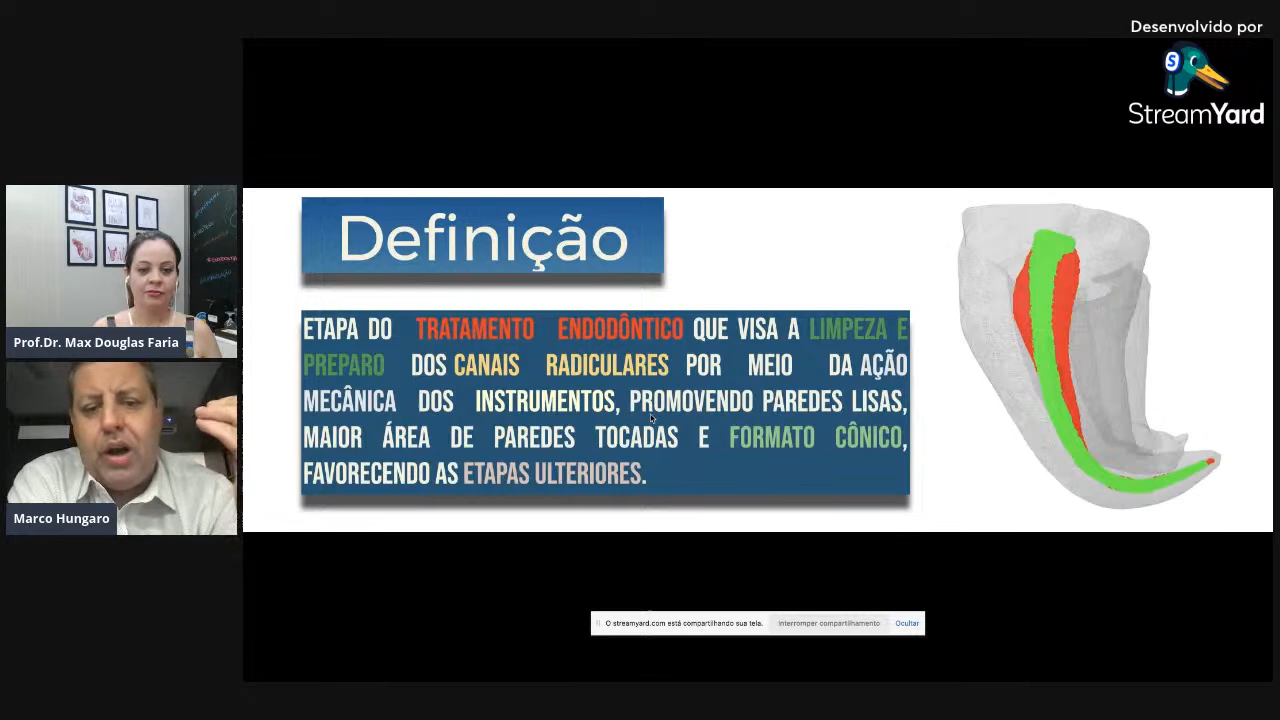 Desenvolvido por
StreamYard
Prof.Dr. Max Douglas Faria
Marco Hungaro
Definição
ETAPA DO TRATAMENTO ENDODÔNTICO QUE VISA A LIMPEZA E
PREPARO DOS CANAIS RADICULARES POR MEIO DA AÇÃO
MECÂNICA DOS INSTRUMENTOS, PROMOVENDO PAREDES LISAS,
MAIOR ÁREA DE PAREDES TOCADAS E FORMATO CÔNICO,
FAVORECENDO AS ETAPAS ULTERIORES.
O streamyard.com está compartilhando sua tela. Interromper compartilhamento Ocultar